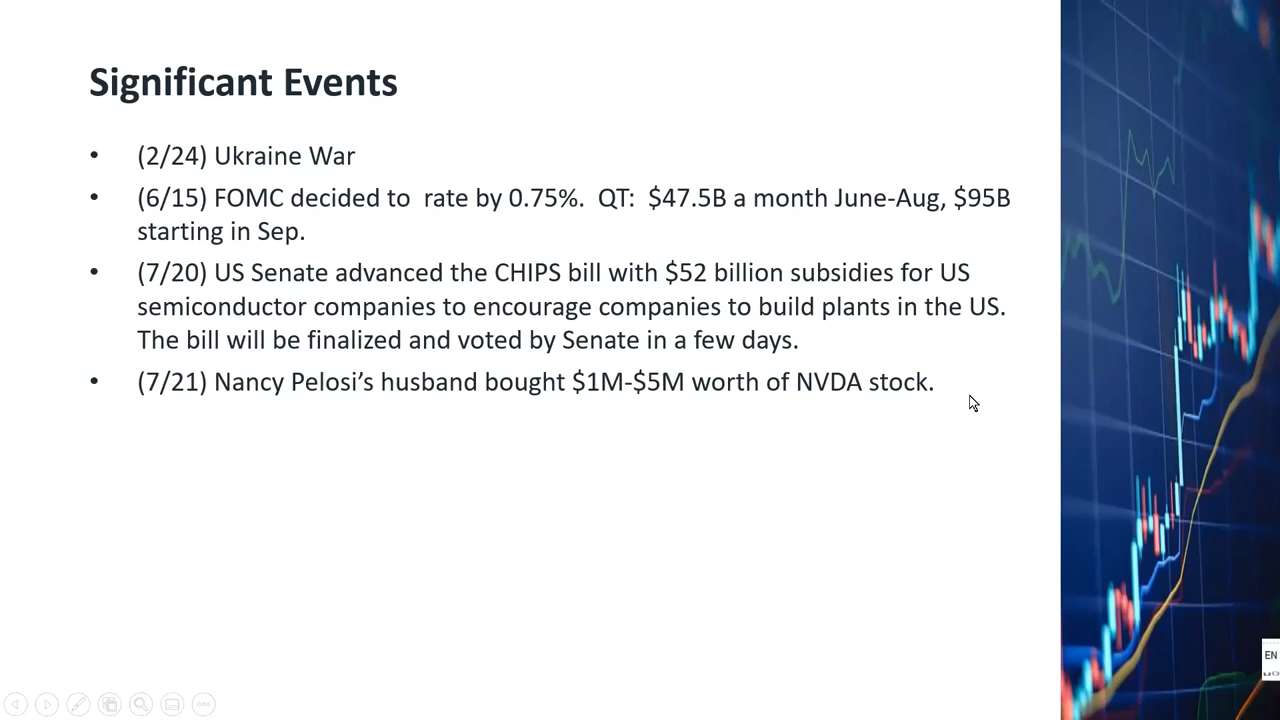 Significant Events
• (2/24) Ukraine War
• (6/15) FOMC decided to  rate by 0.75%.  QT:  $47.5B a month June-Aug, $95B
starting in Sep.
• (7/20) US Senate advanced the CHIPS bill with $52 billion subsidies for US
semiconductor companies to encourage companies to build plants in the US.
The bill will be finalized and voted by Senate in a few days.
• (7/21) Nancy Pelosi’s husband bought $1M-$5M worth of NVDA stock.
EN